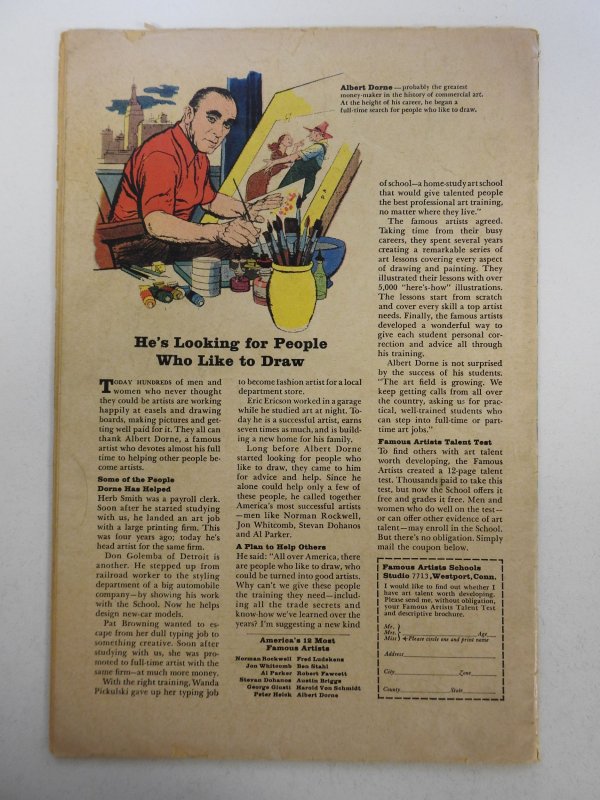 Albert Dorne — probably the greatest
money-maker in the history of commercial art.
At the height of his career, he began a
full-time search for people who like to draw.
He's Looking for People
Who Like to Draw
TODAY HUNDREDS of men and
women who never thought
they could be artists are working
happily at easels and drawing
boards, making pictures and get-
ting well paid for it. They all can
thank Albert Dorne, a famous
artist who devotes almost his full
time to helping other people be-
come artists.
Some of the People
Dorne Has Helped
Herb Smith was a payroll clerk.
Soon after he started studying
with us, he landed an art job
with a large printing firm. This
was four years ago; today he's
head artist for the same firm.
Don Golemba of Detroit is
another. He stepped up from
railroad worker to the styling
department of a big automobile
company—by showing his work
with the School. Now he helps
design new-car models.
Pat Browning wanted to es-
cape from her dull typing job to
something creative. Soon after
studying with us, she was pro-
moted to full-time artist with the
same firm—at much more money.
With the right training, Wanda
Pickulski gave up her typing job
to become fashion artist for a local
department store.
Eric Ericson worked in a garage
while he studied art at night. To-
day he is a successful artist, earns
seven times as much, and is build-
ing a new home for his family.
Long before Albert Dorne
started looking for people who
like to draw, they came to him
for advice and help. Since he
alone could help only a few of
these people, he called together
America's most successful artists
—men like Norman Rockwell,
Jon Whitcomb, Stevan Dohanos
and Al Parker.
A Plan to Help Others
He said: "All over America, there
are people who like to draw, who
could be turned into good artists.
Why can't we give these people
the training they need—includ-
ing all the trade secrets and
know-how we've learned over the
years? I'm suggesting a new kind
America's 12 Most
Famous Artists
Norman Rockwell Fred Ludekens
Jon Whitcomb Ben Stahl
Al Parker Robert Fawcett
Stevan Dohanos Austin Briggs
George Giusti Harold Von Schmidt
Peter Helck Albert Dorne
of school—a home-study art school
that would give talented people
the best professional art training,
no matter where they live."
The famous artists agreed.
Taking time from their busy
careers, they spent several years
creating a remarkable series of
art lessons covering every aspect
of drawing and painting. They
illustrated their lessons with over
5,000 "here's-how" illustrations.
The lessons start from scratch
and cover every skill a top artist
needs. Finally, the famous artists
developed a wonderful way to
give each student personal cor-
rection and advice all through
his training.
Albert Dorne is not surprised
by the success of his students.
"The art field is growing. We
keep getting calls from all over
the country, asking us for prac-
tical, well-trained students who
can step into full-time or part-
time art jobs."
Famous Artists Talent Test
To find others with art talent
worth developing, the Famous
Artists created a 12-page talent
test. Thousands paid to take this
test, but now the School offers it
free and grades it free. Men and
women who do well on the test—
or can offer other evidence of art
talent—may enroll in the School.
But there's no obligation. Simply
mail the coupon below.
Famous Artists Schools
Studio 7713, Westport, Conn.
I would like to find out whether I
have art talent worth developing.
Please send me, without obligation,
your Famous Artists Talent Test
and descriptive brochure.
Mr.
Mrs. Age
Miss Please circle one and print name
Address
City Zone
County State